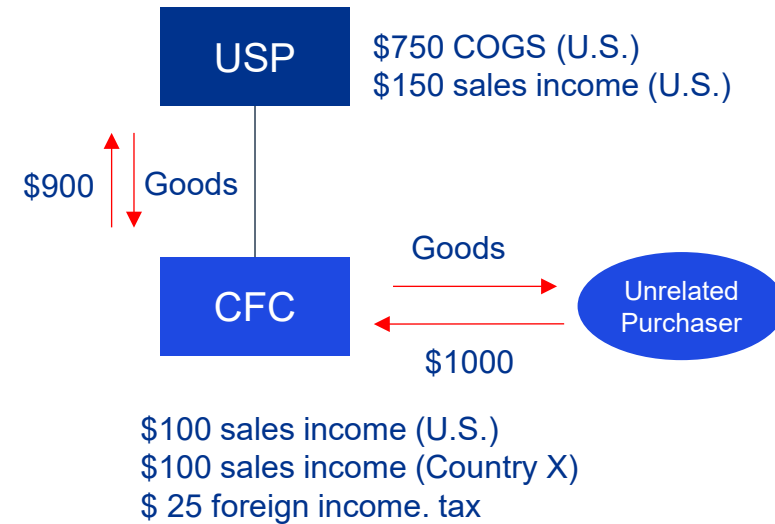 USP
$750 COGS (U.S.)
$150 sales income (U.S.)
$900
Goods
CFC
Goods
Unrelated
Purchaser
$1000
$100 sales income (U.S.)
$100 sales income (Country X)
$ 25 foreign income. tax